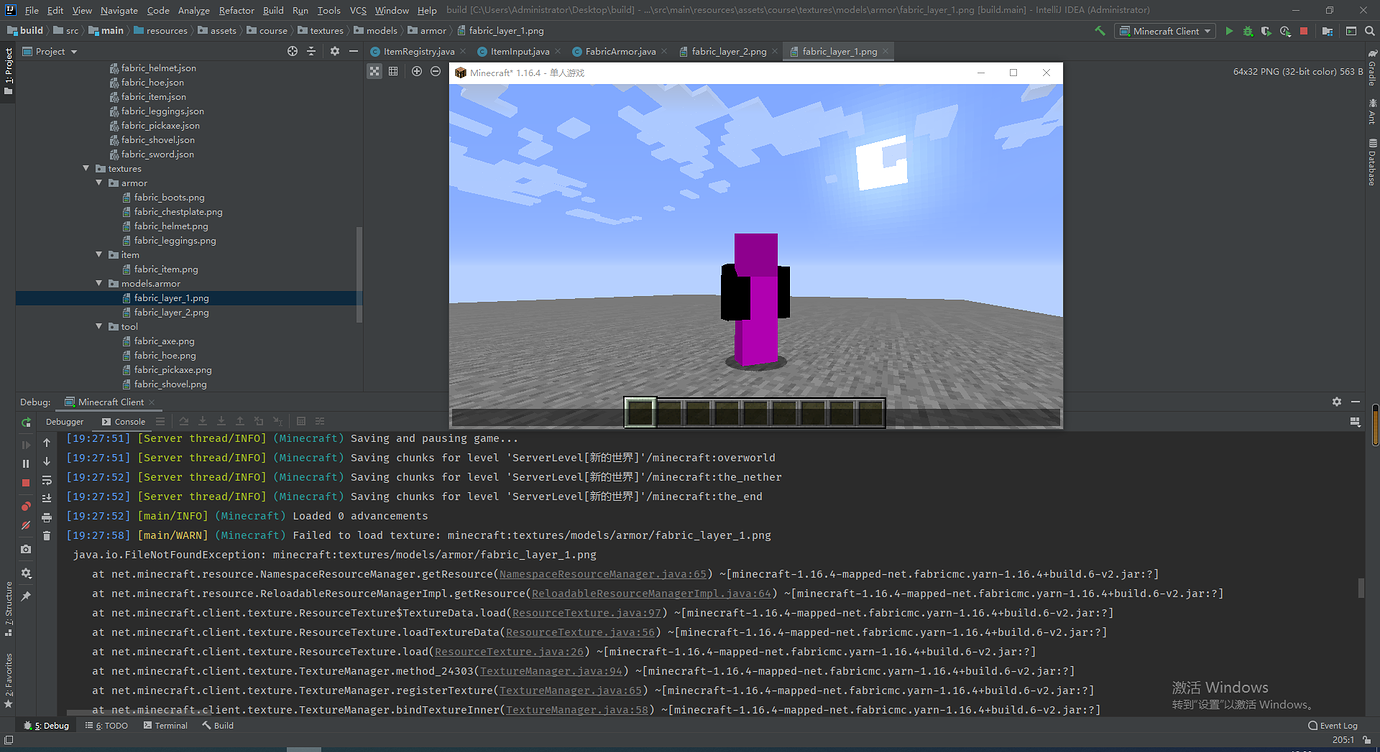 File Edit View Navigate Code Analyze Refactor Build Run Tools VCS Window Help build [C:\Users\Administrator\Desktop\build] - ...\src\main\resources\assets\course\textures\models\armor\fabric_layer_1.png [build.main] - IntelliJ IDEA (Administrator)
build src main resources assets course textures models armor fabric_layer_1.png Minecraft Client
1: Project
Project
ItemRegistry.java ItemInput.java FabricArmor.java fabric_layer_2.png fabric_layer_1.png
64x32 PNG (32-bit color) 563 B
Gradle
Ant
Database
fabric_helmet.json
fabric_hoe.json
fabric_item.json
fabric_leggings.json
fabric_pickaxe.json
fabric_shovel.json
fabric_sword.json
textures
armor
fabric_boots.png
fabric_chestplate.png
fabric_helmet.png
fabric_leggings.png
item
fabric_item.png
models.armor
fabric_layer_1.png
fabric_layer_2.png
tool
fabric_axe.png
fabric_hoe.png
fabric_pickaxe.png
fabric_shovel.png
Minecraft* 1.16.4 - 单人游戏
Debug: Minecraft Client
Debugger Console
[19:27:51] [Server thread/INFO] (Minecraft) Saving and pausing game...
[19:27:51] [Server thread/INFO] (Minecraft) Saving chunks for level 'ServerLevel[新的世界]'/minecraft:overworld
[19:27:52] [Server thread/INFO] (Minecraft) Saving chunks for level 'ServerLevel[新的世界]'/minecraft:the_nether
[19:27:52] [Server thread/INFO] (Minecraft) Saving chunks for level 'ServerLevel[新的世界]'/minecraft:the_end
[19:27:52] [main/INFO] (Minecraft) Loaded 0 advancements
[19:27:58] [main/WARN] (Minecraft) Failed to load texture: minecraft:textures/models/armor/fabric_layer_1.png
java.io.FileNotFoundException: minecraft:textures/models/armor/fabric_layer_1.png
at net.minecraft.resource.NamespaceResourceManager.getResource(NamespaceResourceManager.java:65) ~[minecraft-1.16.4-mapped-net.fabricmc.yarn-1.16.4+build.6-v2.jar:?]
at net.minecraft.resource.ReloadableResourceManagerImpl.getResource(ReloadableResourceManagerImpl.java:64) ~[minecraft-1.16.4-mapped-net.fabricmc.yarn-1.16.4+build.6-v2.jar:?]
at net.minecraft.client.texture.ResourceTexture$TextureData.load(ResourceTexture.java:97) ~[minecraft-1.16.4-mapped-net.fabricmc.yarn-1.16.4+build.6-v2.jar:?]
at net.minecraft.client.texture.ResourceTexture.loadTextureData(ResourceTexture.java:56) ~[minecraft-1.16.4-mapped-net.fabricmc.yarn-1.16.4+build.6-v2.jar:?]
at net.minecraft.client.texture.ResourceTexture.load(ResourceTexture.java:26) ~[minecraft-1.16.4-mapped-net.fabricmc.yarn-1.16.4+build.6-v2.jar:?]
at net.minecraft.client.texture.TextureManager.method_24303(TextureManager.java:94) ~[minecraft-1.16.4-mapped-net.fabricmc.yarn-1.16.4+build.6-v2.jar:?]
at net.minecraft.client.texture.TextureManager.registerTexture(TextureManager.java:65) ~[minecraft-1.16.4-mapped-net.fabricmc.yarn-1.16.4+build.6-v2.jar:?]
at net.minecraft.client.texture.TextureManager.bindTextureInner(TextureManager.java:58) ~[minecraft-1.16.4-mapped-net.fabricmc.yarn-1.16.4+build.6-v2.jar:?]
7: Structure
2: Favorites
激活 Windows
转到"设置"以激活 Windows。
5: Debug 6: TODO Terminal Build Event Log
205:1